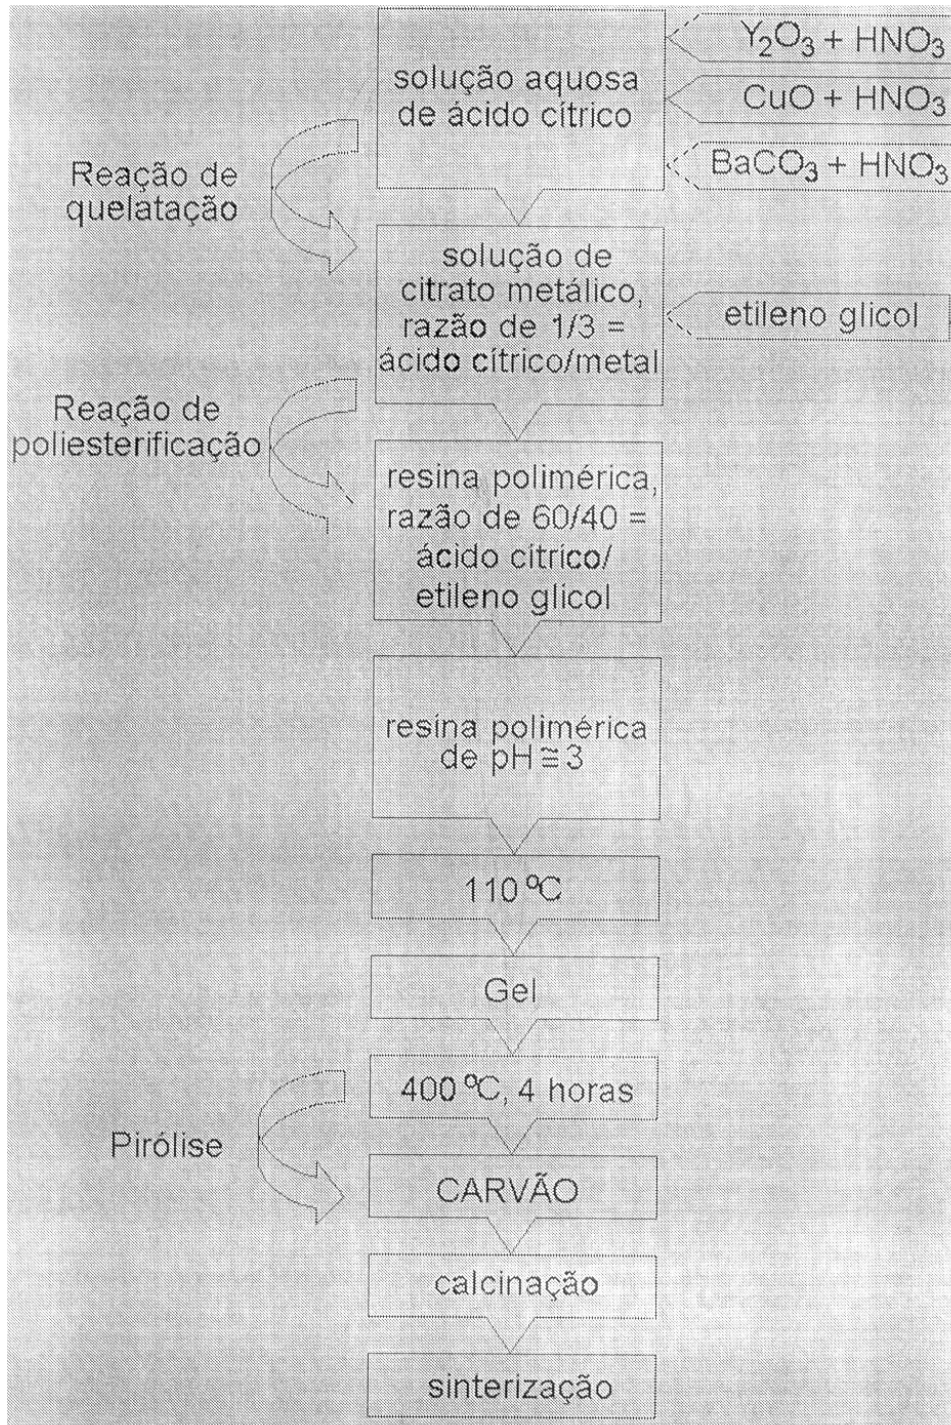 Y₂O₃ + HNO₃
solução aquosa
de ácido cítrico
CuO + HNO₃
BaCO₃ + HNO₃
Reação de
quelatação
solução de
citrato metálico,
razão de 1/3 =
ácido cítrico/metal
etileno glicol
Reação de
poliesterificação
resina polimérica,
razão de 60/40 =
ácido cítrico/
etileno glicol
resina polimérica
de pH ≅ 3
110 ºC
Gel
400 ºC, 4 horas
Pirólise
CARVÃO
calcinação
sinterização